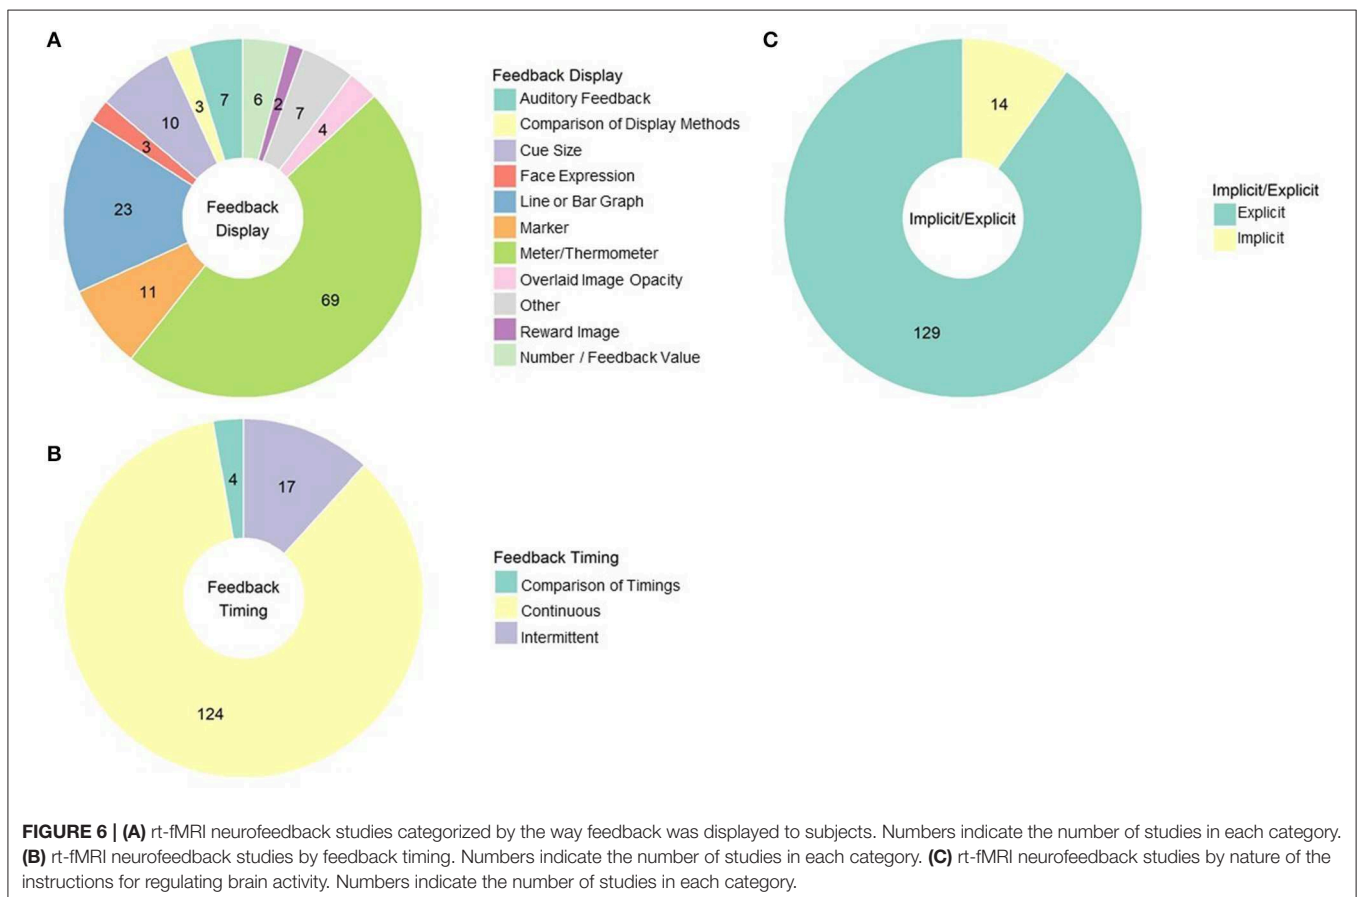 A
7
6
2
7
4
69
11
23
3
10
3
Feedback
Display
Feedback Display
Auditory Feedback
Comparison of Display Methods
Cue Size
Face Expression
Line or Bar Graph
Marker
Meter/Thermometer
Overlaid Image Opacity
Other
Reward Image
Number / Feedback Value
C
14
129
Implicit/Explicit
Implicit/Explicit
Explicit
Implicit
B
4
17
124
Feedback
Timing
Feedback Timing
Comparison of Timings
Continuous
Intermittent
FIGURE 6 | (A) rt-fMRI neurofeedback studies categorized by the way feedback was displayed to subjects. Numbers indicate the number of studies in each category.
(B) rt-fMRI neurofeedback studies by feedback timing. Numbers indicate the number of studies in each category. (C) rt-fMRI neurofeedback studies by nature of the
instructions for regulating brain activity. Numbers indicate the number of studies in each category.